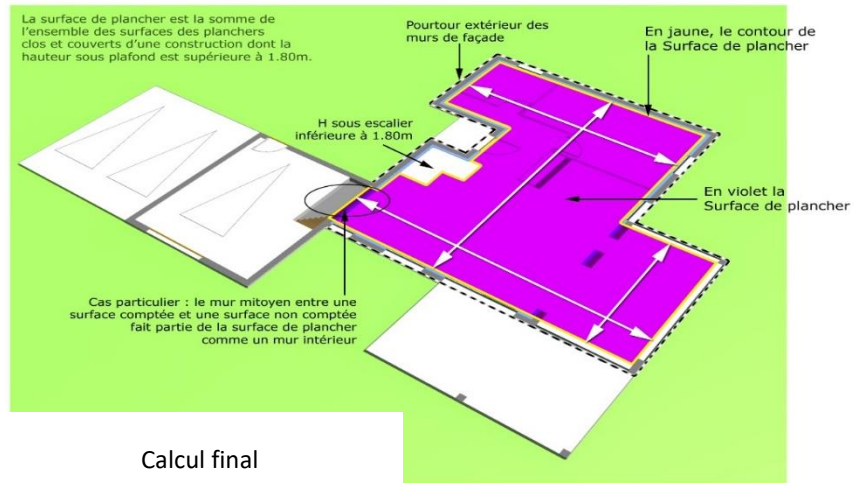 La surface de plancher est la somme de
l'ensemble des surfaces des planchers
clos et couverts d'une construction dont la
hauteur sous plafond est supérieure à 1.80m.
Pourtour extérieur des
murs de façade
En jaune, le contour de
la Surface de plancher
H sous escalier
inférieure à 1.80m
En violet la
Surface de plancher
Cas particulier : le mur mitoyen entre une
surface comptée et une surface non comptée
fait partie de la surface de plancher
comme un mur intérieur
Calcul final